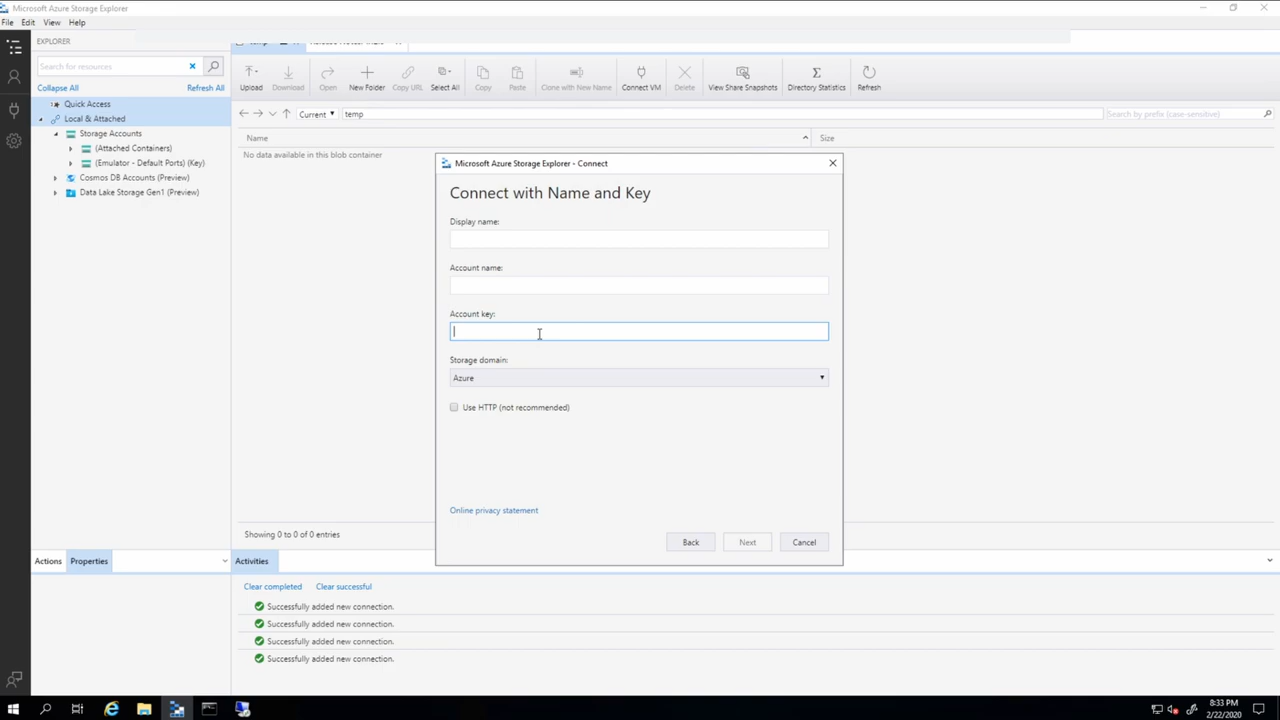 Microsoft Azure Storage Explorer
File Edit View Help
EXPLORER
Search for resources
Collapse All Refresh All
Quick Access
Local & Attached
Storage Accounts
(Attached Containers)
(Emulator - Default Ports) (Key)
Cosmos DB Accounts (Preview)
Data Lake Storage Gen1 (Preview)
Upload Download Open New Folder Copy URL Select All Copy Paste Clone with New Name Connect VM Delete View Share Snapshots Directory Statistics Refresh
Current temp Search by prefix (case-sensitive)
Name Size
No data available in this blob container
Microsoft Azure Storage Explorer - Connect
Connect with Name and Key
Display name:
Account name:
Account key:
Storage domain:
Azure
Use HTTP (not recommended)
Online privacy statement
Back Next Cancel
Showing 0 to 0 of 0 entries
Actions Properties
Activities
Clear completed Clear successful
Successfully added new connection.
Successfully added new connection.
Successfully added new connection.
Successfully added new connection.
8:33 PM
2/22/2020